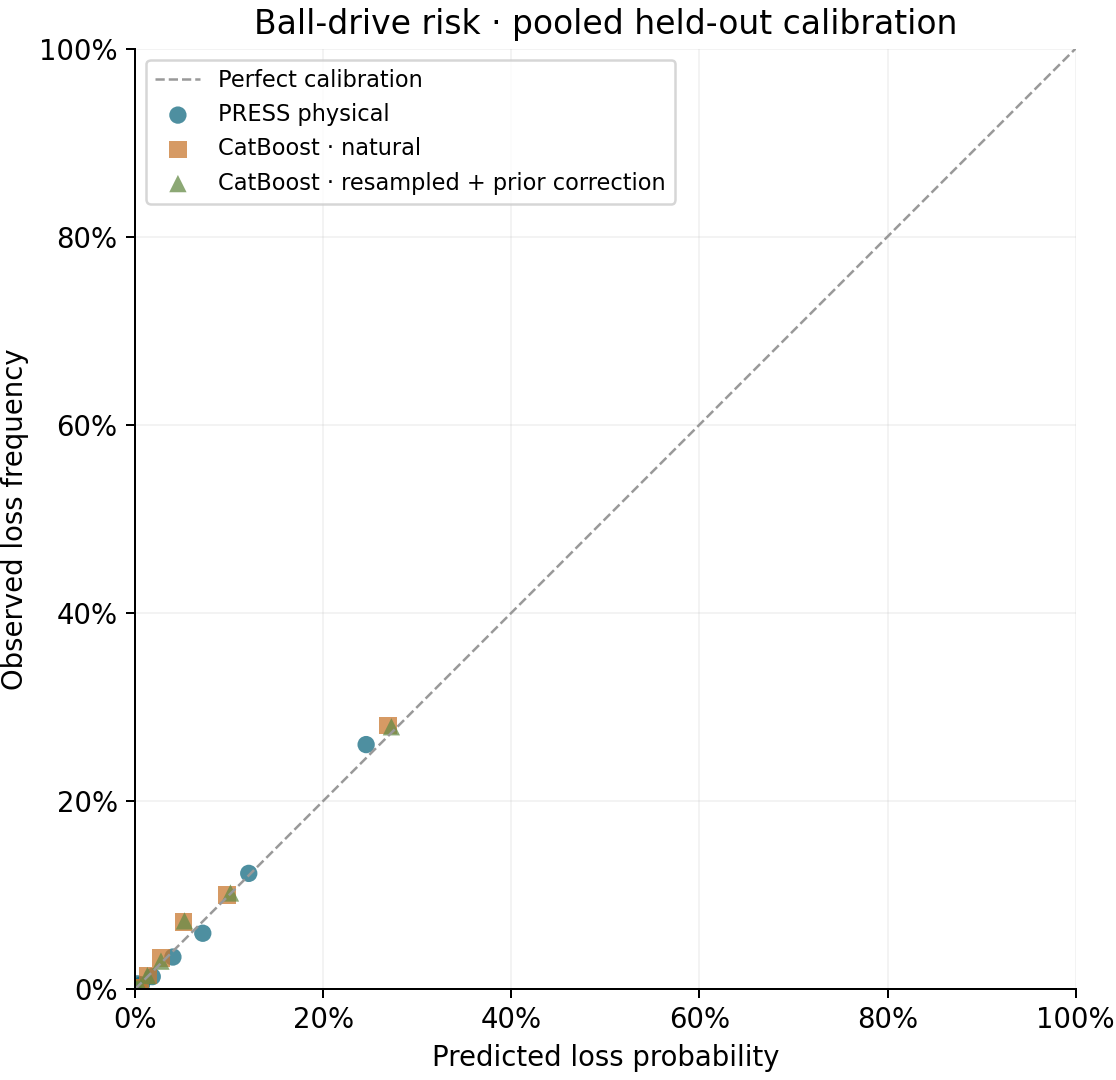 Ball-drive risk · pooled held-out calibration
100%
80%
60%
40%
20%
0%
Observed loss frequency
Perfect calibration
PRESS physical
CatBoost · natural
CatBoost · resampled + prior correction
0%
20%
40%
60%
80%
100%
Predicted loss probability